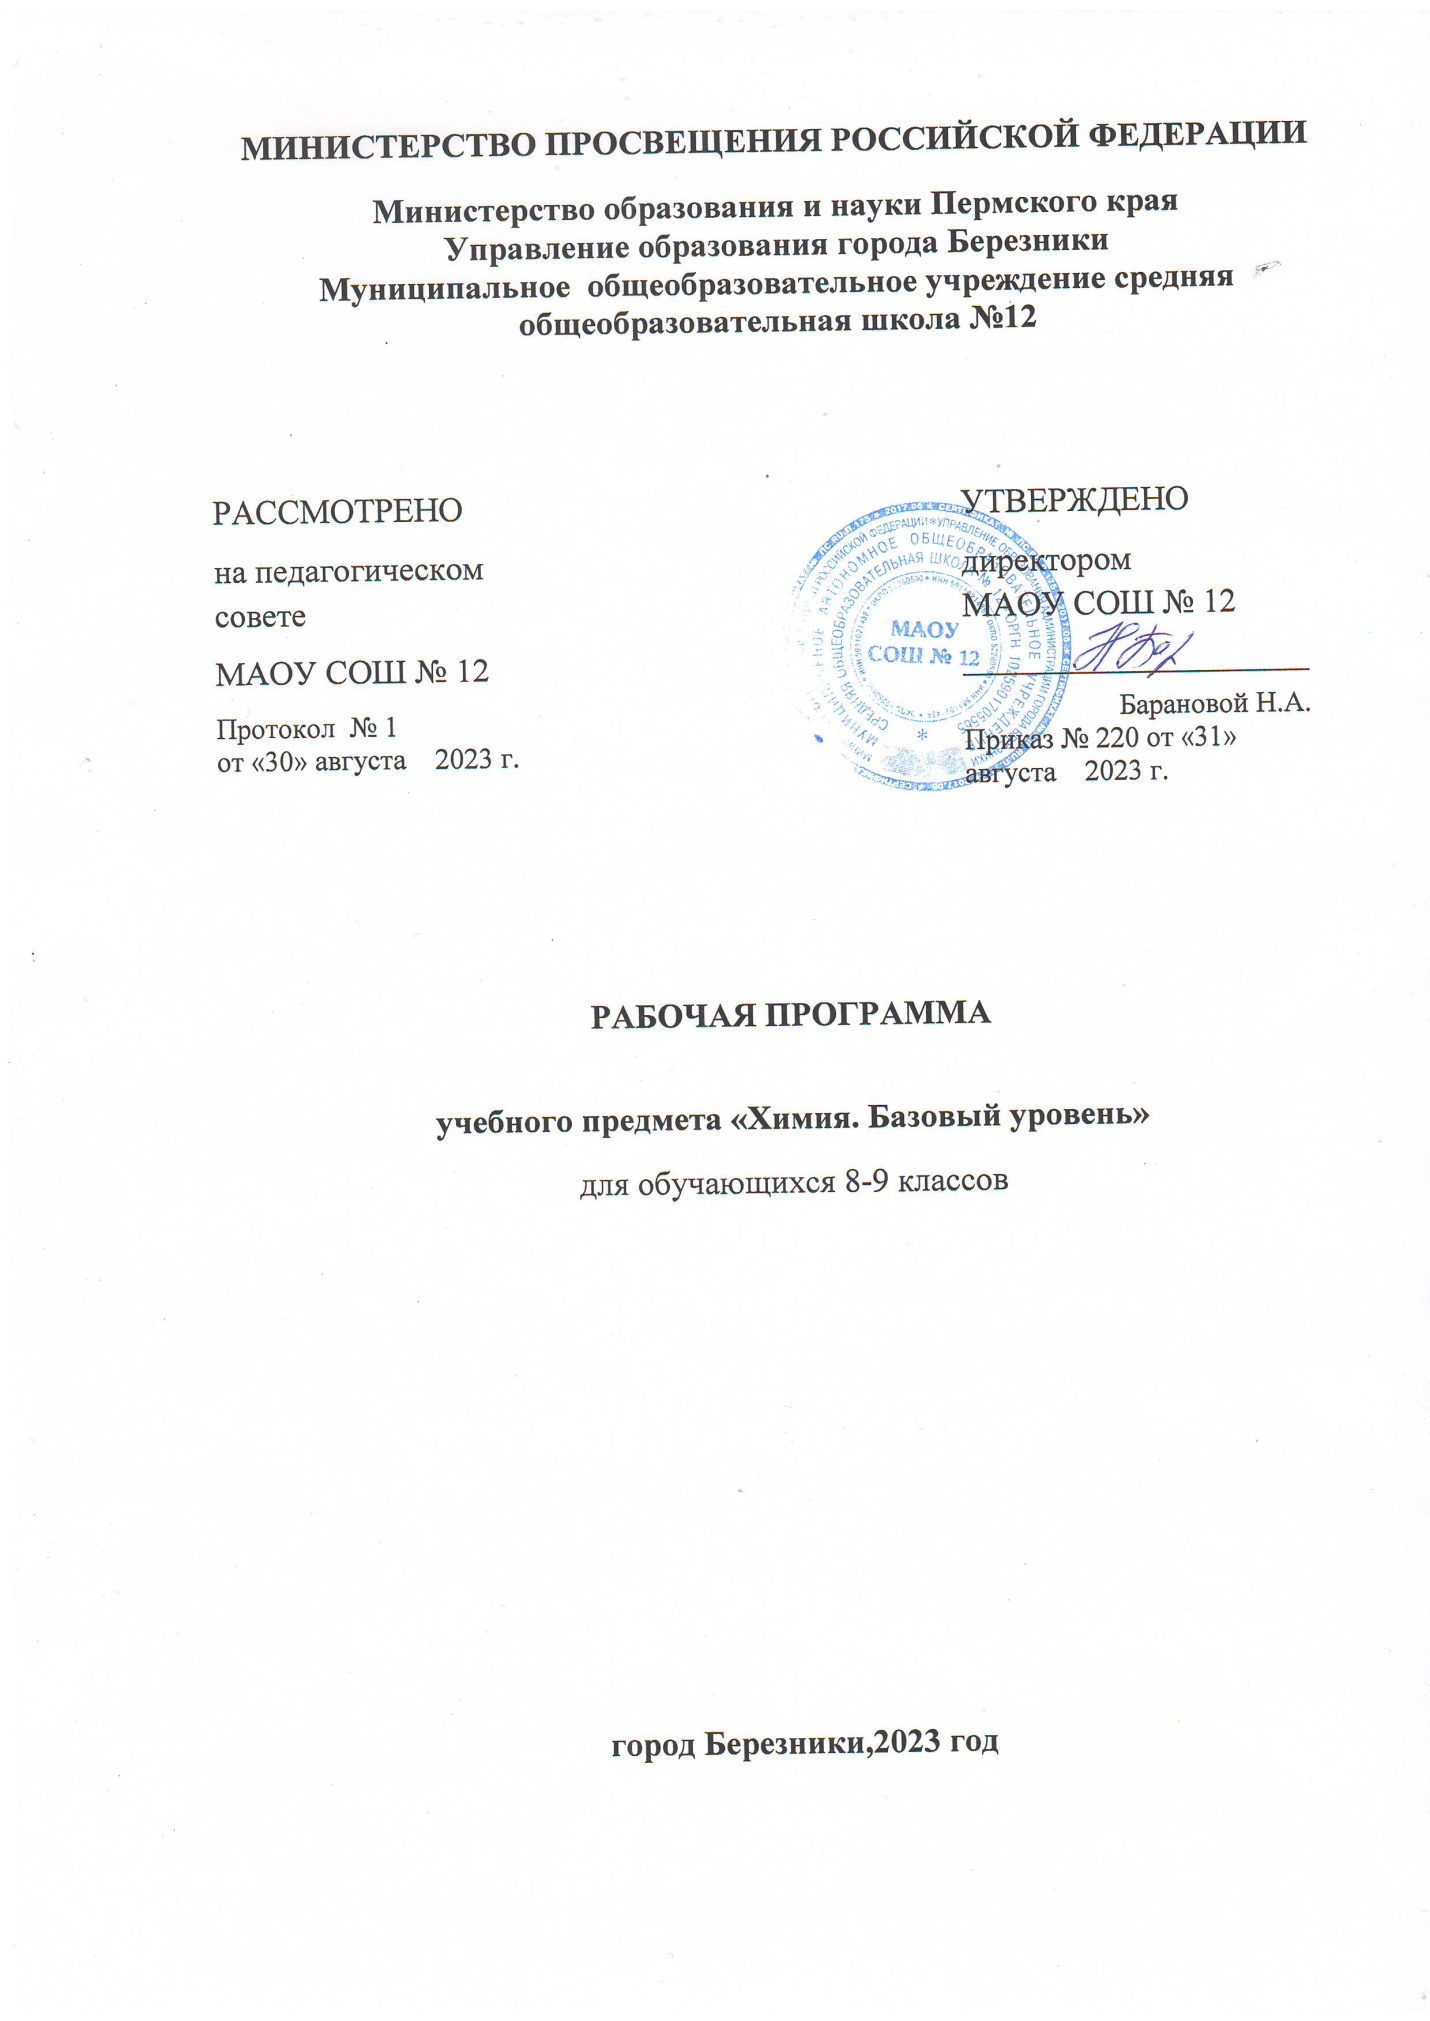 МИНИСТЕРСТВО ПРОСВЕЩЕНИЯ РОССИЙСКОЙ ФЕДЕРАЦИИ
Министерство образования и науки Пермского края
Управление образования города Березники
Муниципальное общеобразовательное учреждение средняя
общеобразовательная школа №12
РАССМОТРЕНО
на педагогическом
совете
МАОУ СОШ № 12
Протокол № 1
от «30» августа 2023 г.
УТВЕРЖДЕНО
директором
МАОУ СОШ № 12
Барановой Н.А.
Приказ № 220 от «31»
августа 2023 г.
МАОУ
СОШ № 12
РАБОЧАЯ ПРОГРАММА
учебного предмета «Химия. Базовый уровень»
для обучающихся 8-9 классов
город Березники,2023 год